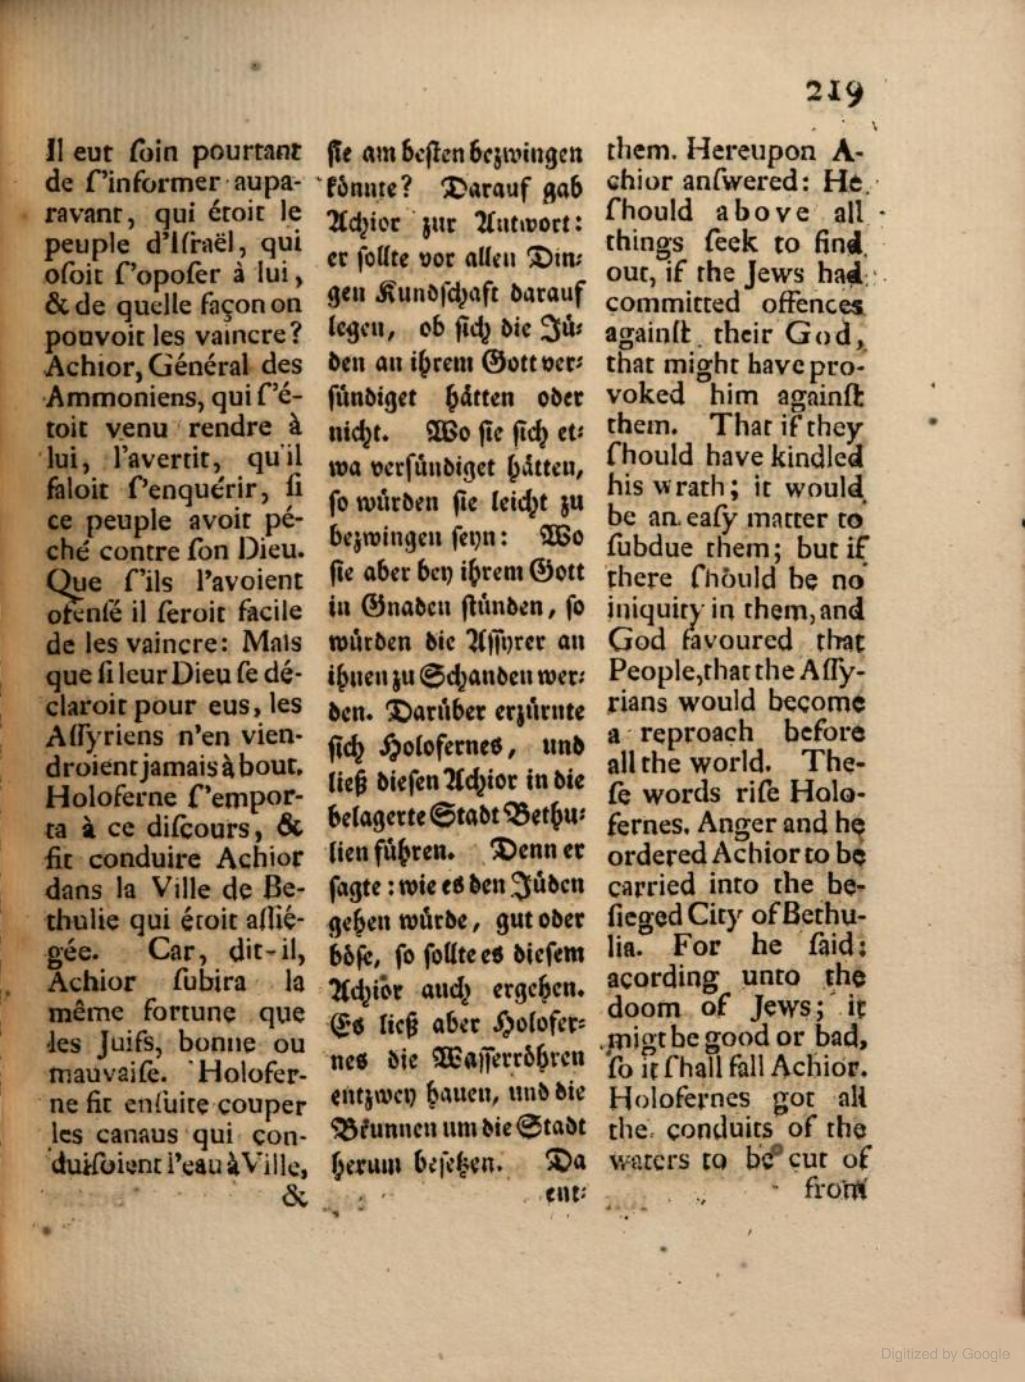 219
Il eut ſoin pourtant
de ſ'informer aupa-
ravant, qui étoit le
peuple d'Iſraël, qui
oſoit ſ'opoſer à lui,
& de quelle façon on
pouvoit les vaincre?
Achior, Général des
Ammoniens, qui ſ'é-
toit venu rendre à
lui, l'avertit, qu'il
faloit ſ'enquérir, ſi
ce peuple avoit pé-
ché contre ſon Dieu.
Que ſ'ils l'avoient
ofenſé il ſeroit facile
de les vaincre: Mais
que ſi leur Dieu ſe dé-
claroit pour eus, les
Aſſyriens n'en vien-
droient jamais à bout.
Holoferne ſ'empor-
ta à ce diſcours, &
fit conduire Achior
dans la Ville de Be-
thulie qui étoit aſſié-
gée. Car, dit-il,
Achior ſubira la
même fortune que
les Juifs, bonne ou
mauvaiſe. Holofer-
ne fit enſuite couper
les canaus qui con-
duiſoient l'eau à Ville,
&
ſie am beſten bezwingen
könnte? Darauf gab
Achior zur Antwort:
er ſollte vor allen Din-
gen Kundſchaft darauf
legen, ob ſich die Jü-
den an ihrem Gott ver-
ſündiget hätten oder
nicht. Wo ſie ſich et-
wa verſündiget hätten,
ſo würden ſie leicht zu
bezwingen ſeyn: Wo
ſie aber bey ihrem Gott
in Gnaden ſtünden, ſo
würden die Aſſyrer an
ihnen zu Schanden wer-
den. Darüber erzürnte
ſich Holofernes, und
ließ dieſen Achior in die
belagerte Stadt Bethu-
lien führen. Denn er
ſagte: wie es den Jüden
gehen würde, gut oder
böſe, ſo ſollte es dieſem
Achior auch ergehen.
Es ließ aber Holofer-
nes die Waſſerröhren
entzwey hauen, und die
Brunnen um die Stadt
herum beſetzen. Da
ent-
them. Hereupon A-
chior anſwered: He
ſhould above all
things ſeek to find
out, if the Jews had
committed offences
againſt their God,
that might have pro-
voked him againſt
them. That if they
ſhould have kindled
his wrath; it would
be an eaſy matter to
ſubdue them; but if
there ſhould be no
iniquity in them, and
God favoured that
People, that the Aſſy-
rians would become
a reproach before
all the world. The-
ſe words riſe Holo-
fernes. Anger and he
ordered Achior to be
carried into the be-
ſieged City of Bethu-
lia. For he ſaid:
acording unto the
doom of Jews; it
migt be good or bad,
ſo it ſhall fall Achior.
Holofernes got all
the conduits of the
waters to be cut of
from
Digitized by Google